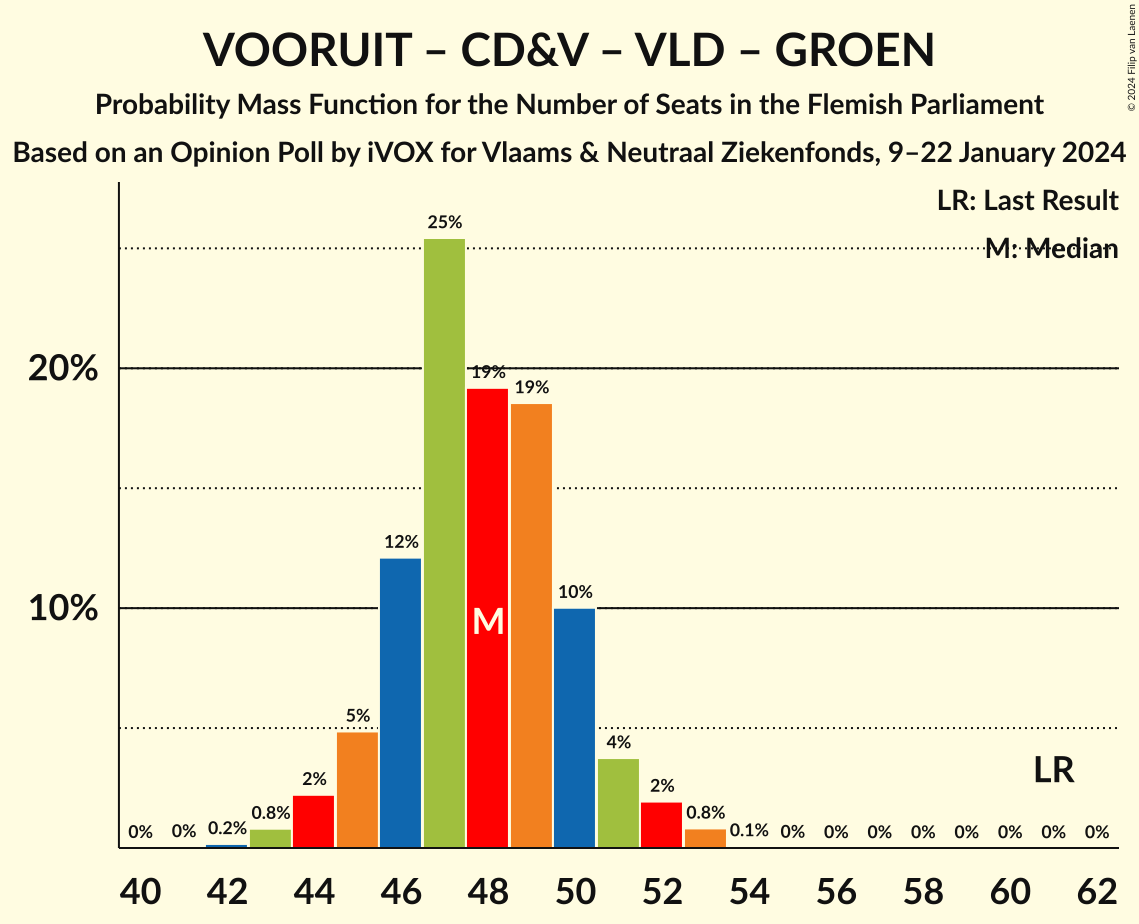 VOORUIT – CD&V – VLD – GROEN
Probability Mass Function for the Number of Seats in the Flemish Parliament
Based on an Opinion Poll by iVOX for Vlaams & Neutraal Ziekenfonds, 9–22 January 2024
© 2024 Filip van Laenen
LR: Last Result
M: Median
25%
20%
19%
19%
12%
10%
10%
M
5%
4%
LR
2%
2%
0.8%
0.8%
0% 0% 0.2% 0.1% 0% 0% 0% 0% 0% 0% 0% 0%
40 42 44 46 48 50 52 54 56 58 60 62